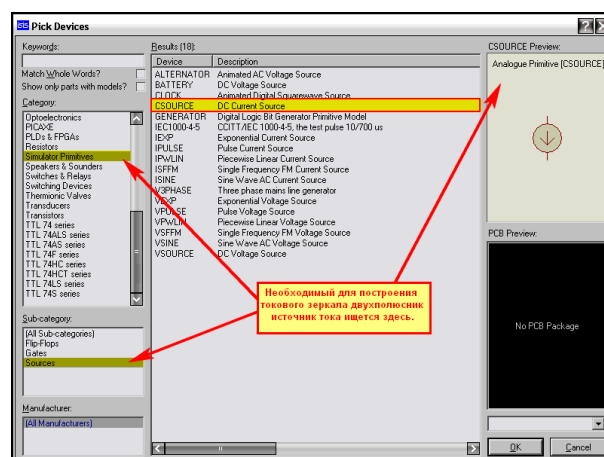 ISIS Pick Devices
Keywords:
Match Whole Words?
Show only parts with models?
Category:
Optoelectronics
PICAXE
PLDs & FPGAs
Resistors
Simulator Primitives
Speakers & Sounders
Switches & Relays
Switching Devices
Thermionic Valves
Transducers
Transistors
TTL 74 series
TTL 74ALS series
TTL 74AS series
TTL 74F series
TTL 74HC series
TTL 74HCT series
TTL 74LS series
TTL 74S series
Sub-category:
(All Sub-categories)
Flip-Flops
Gates
Sources
Manufacturer:
(All Manufacturers)
Results (18):
Device Description
ALTERNATOR Animated AC Voltage Source
BATTERY DC Voltage Source
CLOCK Animated Digital Squarewave Source
CSOURCE DC Current Source
GENERATOR Digital Logic Bit Generator Primitive Model
IEC1000-4-5 CCITT/IEC 1000-4-5, the test pulse 10/700 us
IEXP Exponential Current Source
IPULSE Pulse Current Source
IPWLIN Piecewise Linear Current Source
ISFFM Single Frequency FM Current Source
ISINE Sine Wave AC Current Source
V3PHASE Three phase mains line generator
VEXP Exponential Voltage Source
VPULSE Pulse Voltage Source
VPWLIN Piecewise Linear Voltage Source
VSFFM Single Frequency FM Voltage Source
VSINE Sine Wave AC Voltage Source
VSOURCE DC Voltage Source
Необходимый для построения
токового зеркала двухполюсник
источник тока ищется здесь.
CSOURCE Preview:
Analogue Primitive [CSOURCE]
PCB Preview:
No PCB Package
OK Cancel